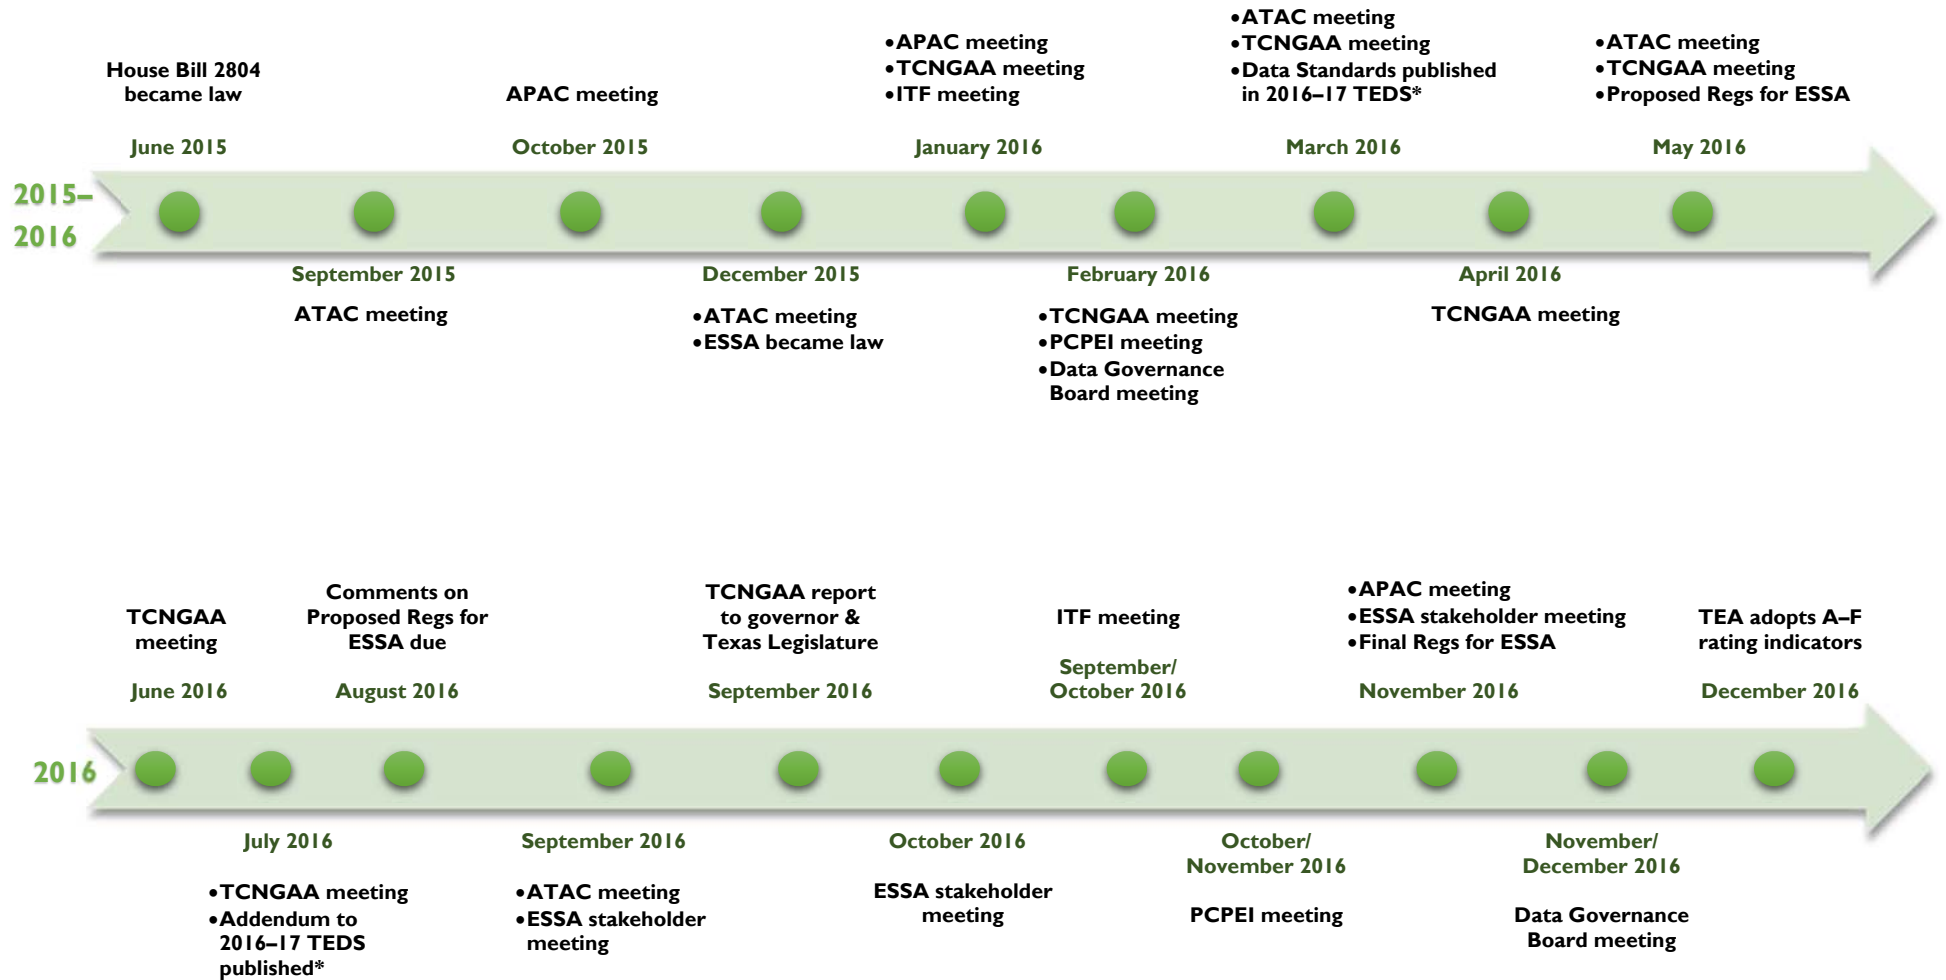 House Bill 2804
became law
June 2015
September 2015
ATAC meeting
APAC meeting
October 2015
December 2015
•ATAC meeting
•ESSA became law
•APAC meeting
•TCNGAA meeting
•ITF meeting
January 2016
February 2016
•TCNGAA meeting
•PCPEI meeting
•Data Governance
Board meeting
•ATAC meeting
•TCNGAA meeting
•Data Standards published
in 2016–17 TEDS*
March 2016
April 2016
TCNGAA meeting
•ATAC meeting
•TCNGAA meeting
•Proposed Regs for ESSA
May 2016
2015–
2016
TCNGAA
meeting
June 2016
July 2016
•TCNGAA meeting
•Addendum to
2016–17 TEDS
published*
Comments on
Proposed Regs for
ESSA due
August 2016
September 2016
•ATAC meeting
•ESSA stakeholder
meeting
TCNGAA report
to governor &
Texas Legislature
September 2016
October 2016
ESSA stakeholder
meeting
ITF meeting
September/
October 2016
October/
November 2016
PCPEI meeting
•APAC meeting
•ESSA stakeholder meeting
•Final Regs for ESSA
November 2016
November/
December 2016
Data Governance
Board meeting
TEA adopts A–F
rating indicators
December 2016
2016